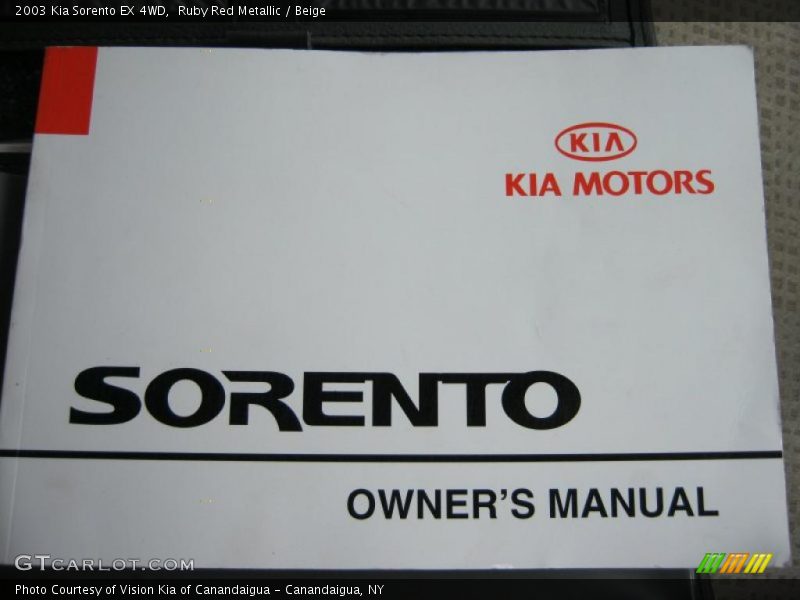 2003 Kia Sorento EX 4WD,  Ruby Red Metallic / Beige
KIA
KIA MOTORS
SORENTO
OWNER'S MANUAL
GTCARLOT.COM
Photo Courtesy of Vision Kia of Canandaigua - Canandaigua, NY